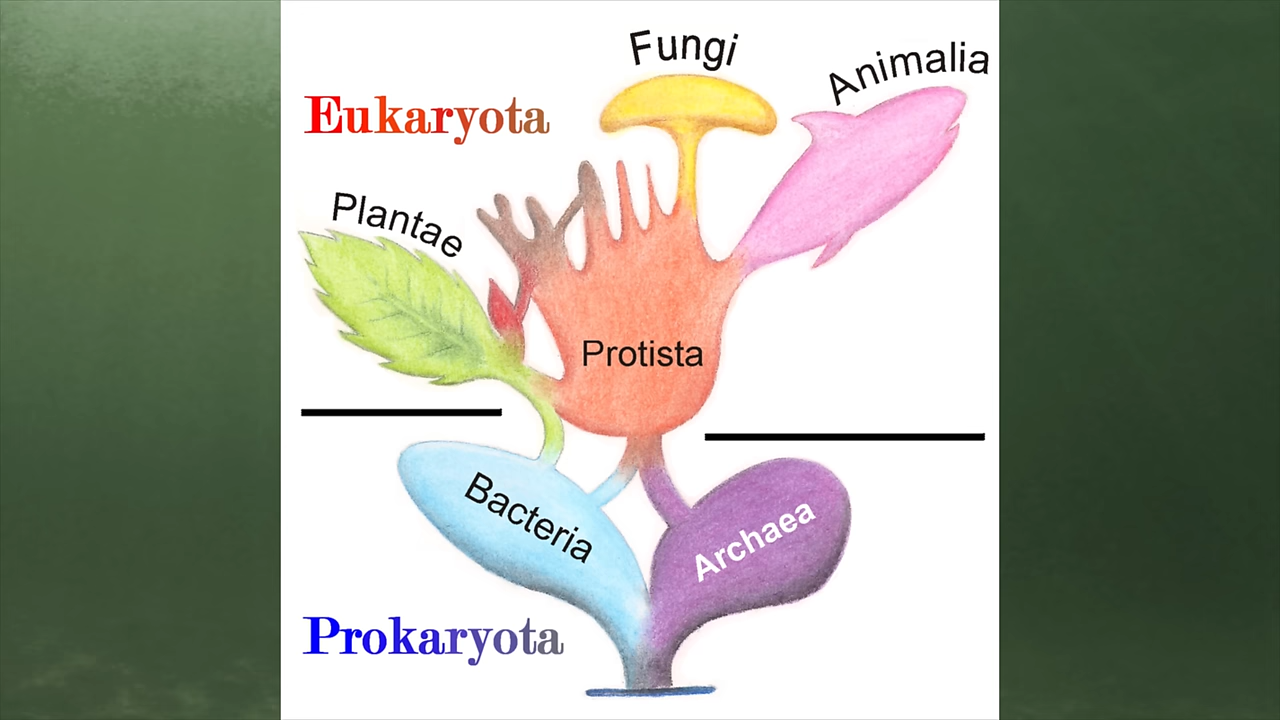 Fungi
Animalia
Eukaryota
Plantae
Protista
Bacteria
Archaea
Prokaryota